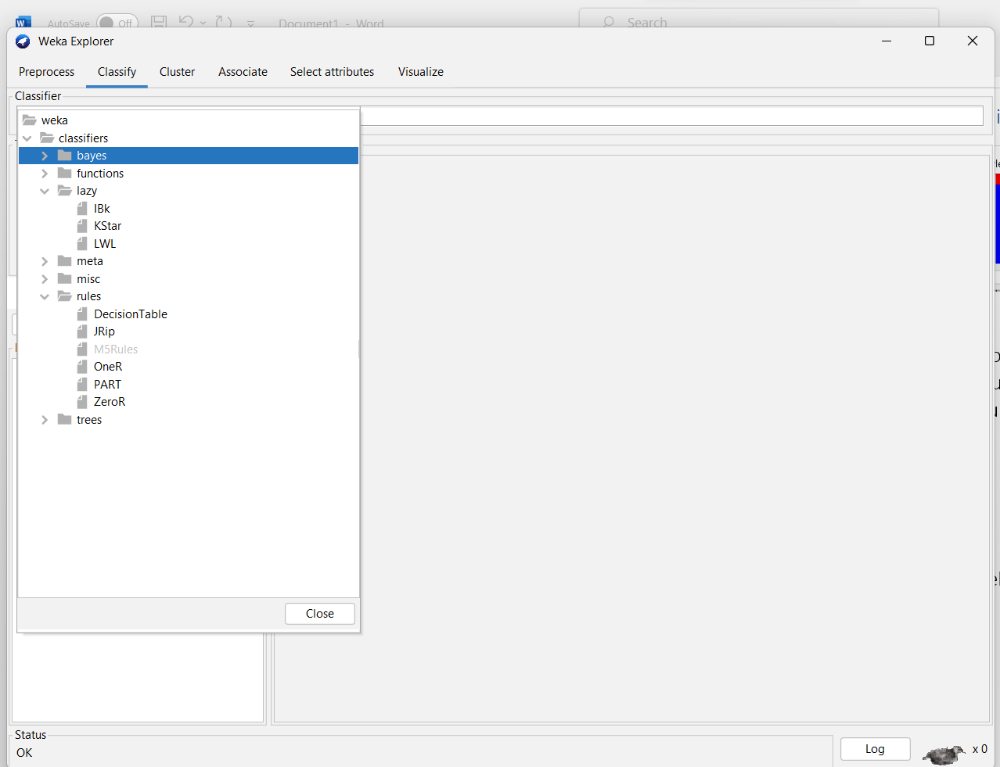 AutoSave Off Document1 - Word Search
Weka Explorer
Preprocess Classify Cluster Associate Select attributes Visualize
Classifier
weka
classifiers
bayes
functions
lazy
IBk
KStar
LWL
meta
misc
rules
DecisionTable
JRip
M5Rules
OneR
PART
ZeroR
trees
Close
Status
OK
Log
x 0